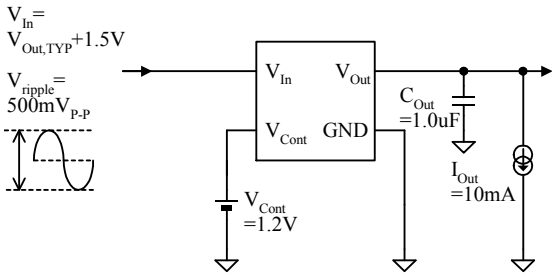 V_In=
V_Out,TYP+1.5V
V_ripple=
500mV_P-P
V_In
V_Out
V_Cont
GND
C_Out
=1.0uF
V_Cont
=1.2V
I_Out
=10mA